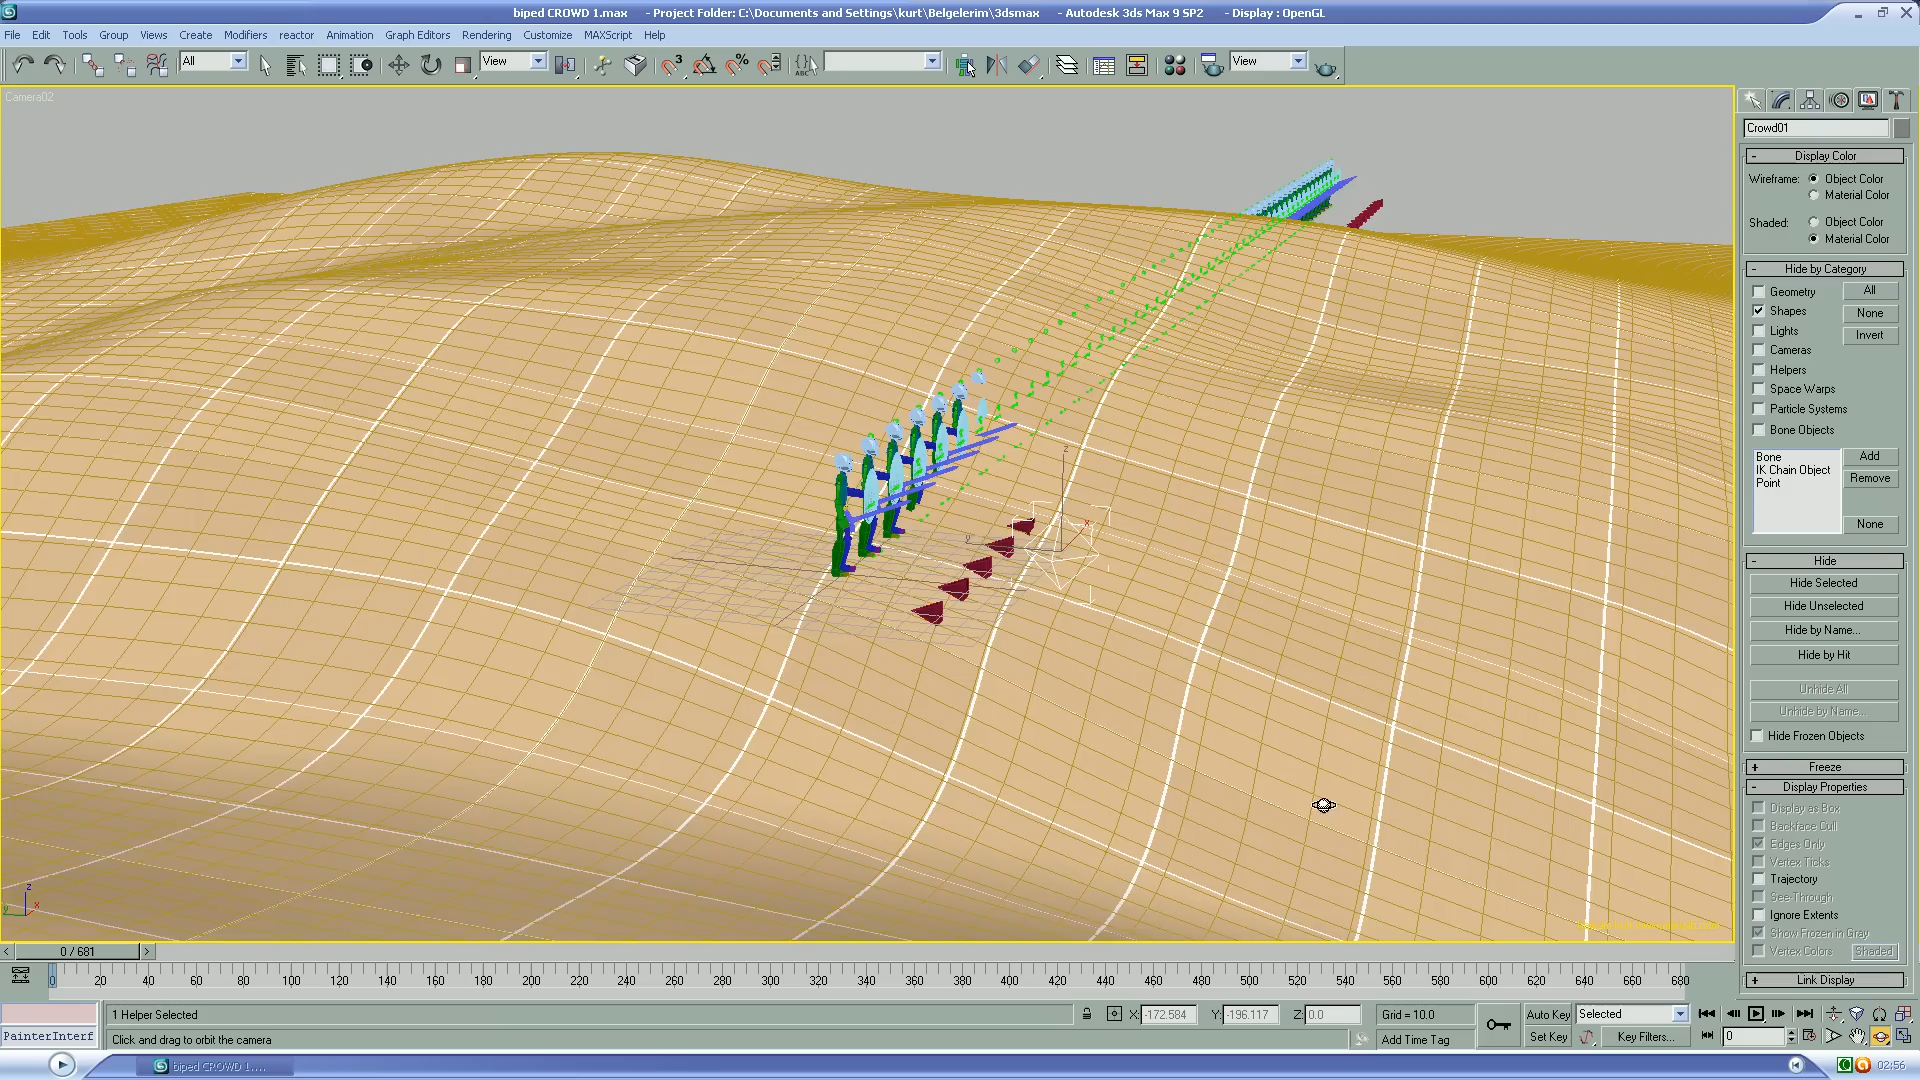 biped CROWD 1.max - Project Folder: C:\Documents and Settings\kurt\Belgelerim\3dsmax - Autodesk 3ds Max 9 SP2 - Display : OpenGL
File Edit Tools Group Views Create Modifiers reactor Animation Graph Editors Rendering Customize MAXScript Help
All View 3 % ABC View
Camera02
Crowd01
- Display Color
Wireframe: Object Color
Material Color
Shaded: Object Color
Material Color
- Hide by Category
Geometry All
Shapes None
Lights Invert
Cameras
Helpers
Space Warps
Particle Systems
Bone Objects
Bone Add
IK Chain Object Remove
Point
None
- Hide
Hide Selected
Hide Unselected
Hide by Name...
Hide by Hit
Unhide All
Unhide by Name...
Hide Frozen Objects
+ Freeze
- Display Properties
Display as Box
Backface Cull
Edges Only
Vertex Ticks
Trajectory
See-Through
Ignore Extents
Show Frozen in Gray
Vertex Colors Shaded
+ Link Display
z
x
y
z
x
y
< 0 / 681 >
0 20 40 60 80 100 120 140 160 180 200 220 240 260 280 300 320 340 360 380 400 420 440 460 480 500 520 540 560 580 600 620 640 660 680
1 Helper Selected X: -172.584 Y: -196.117 Z: 0.0 Grid = 10.0 Auto Key Selected
PainterInterf Click and drag to orbit the camera Add Time Tag Set Key Key Filters... 0
biped CROWD 1.... 02:56